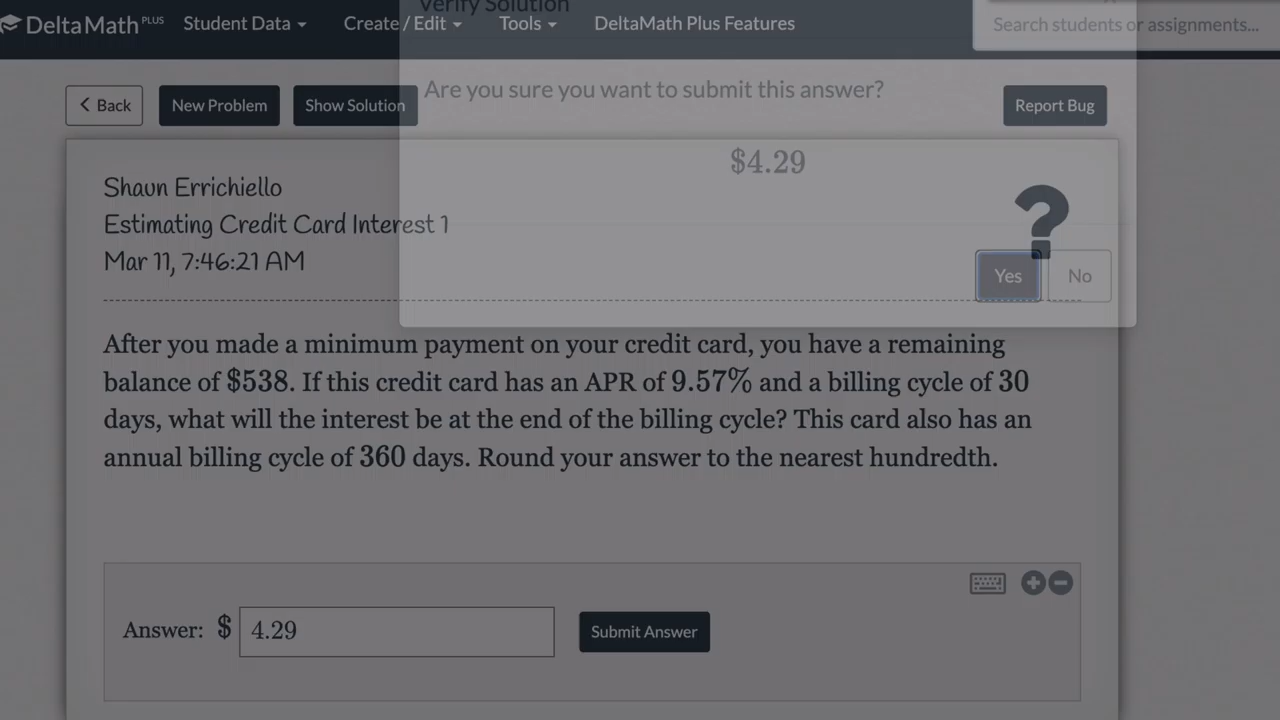 DeltaMath PLUS Student Data Create / Edit Tools DeltaMath Plus Features Search students or assignments...
Verify Solution
Are you sure you want to submit this answer?
Back New Problem Show Solution Report Bug
$4.29
?
Yes No
Shaun Errichiello
Estimating Credit Card Interest 1
Mar 11, 7:46:21 AM
After you made a minimum payment on your credit card, you have a remaining
balance of $538. If this credit card has an APR of 9.57% and a billing cycle of 30
days, what will the interest be at the end of the billing cycle? This card also has an
annual billing cycle of 360 days. Round your answer to the nearest hundredth.
Answer: $ 4.29 Submit Answer